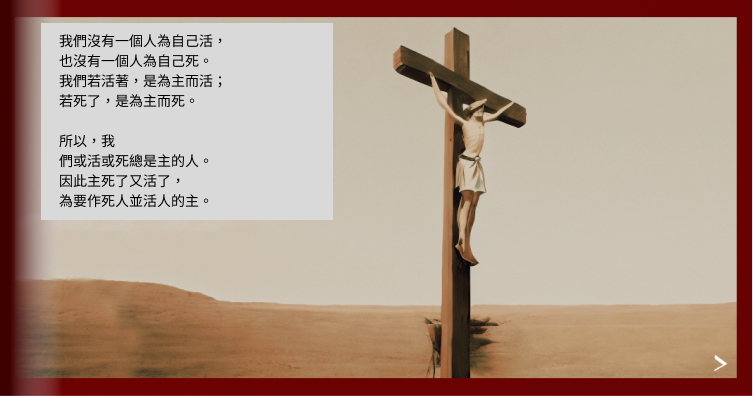 我們沒有一個人為自己活，
也沒有一個人為自己死。
我們若活著，是為主而活；
若死了，是為主而死。
所以，我
們或活或死總是主的人。
因此主死了又活了，
為要作死人並活人的主。